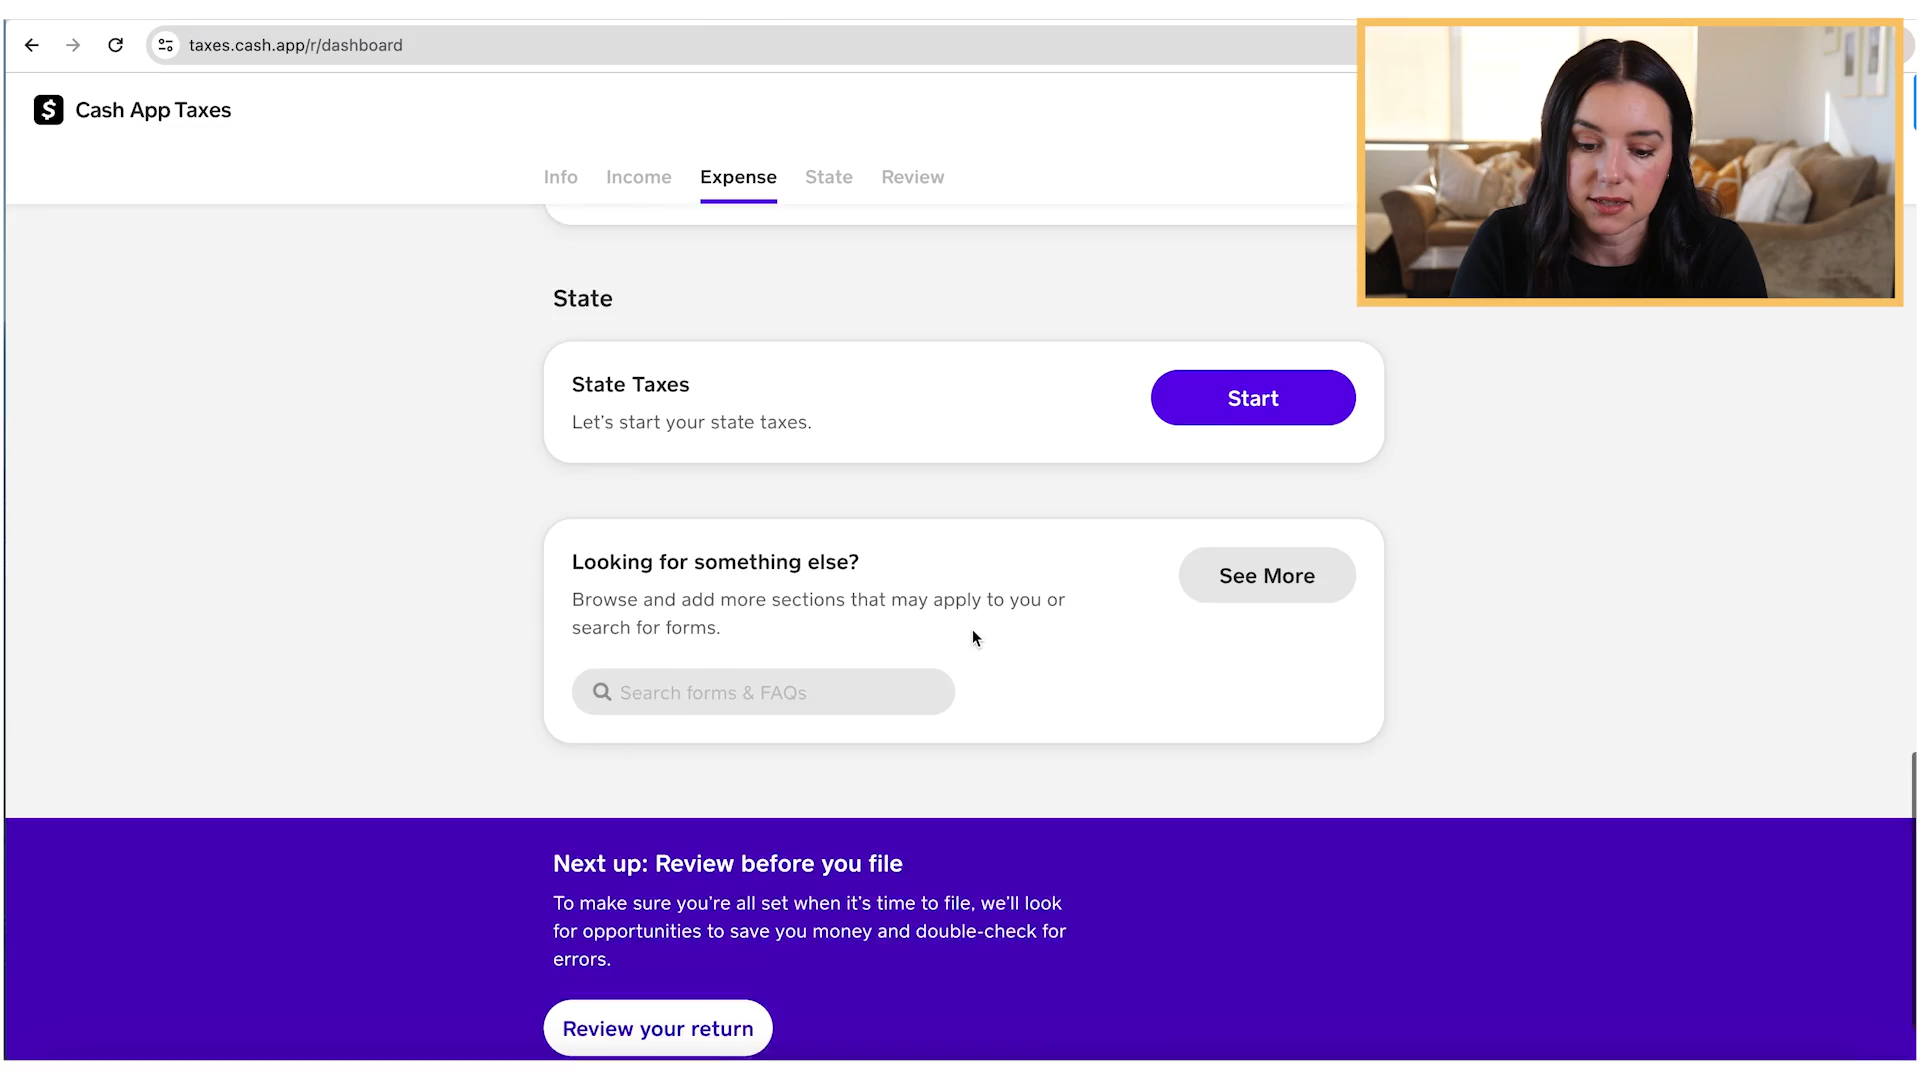 taxes.cash.app/r/dashboard
$ Cash App Taxes
Info Income Expense State Review
State
State Taxes
Start
Let's start your state taxes.
Looking for something else?
See More
Browse and add more sections that may apply to you or
search for forms.
Search forms & FAQs
Next up: Review before you file
To make sure you're all set when it's time to file, we'll look
for opportunities to save you money and double-check for
errors.
Review your return